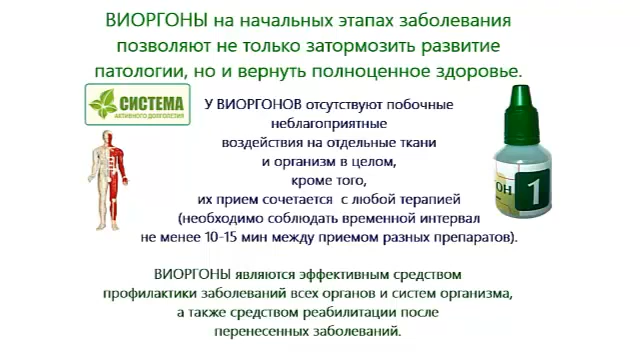 ВИОРГОНЫ на начальных этапах заболевания
позволяют не только затормозить развитие
патологии, но и вернуть полноценное здоровье.
СИСТЕМА
АКТИВНОГО ДОЛГОЛЕТИЯ
У ВИОРГОНОВ отсутствуют побочные
неблагоприятные
воздействия на отдельные ткани
и организм в целом,
кроме того,
их прием сочетается с любой терапией
(необходимо соблюдать временной интервал
не менее 10-15 мин между приемом разных препаратов).
ОН 1
ВИОРГОНЫ являются эффективным средством
профилактики заболеваний всех органов и систем организма,
а также средством реабилитации после
перенесенных заболеваний.